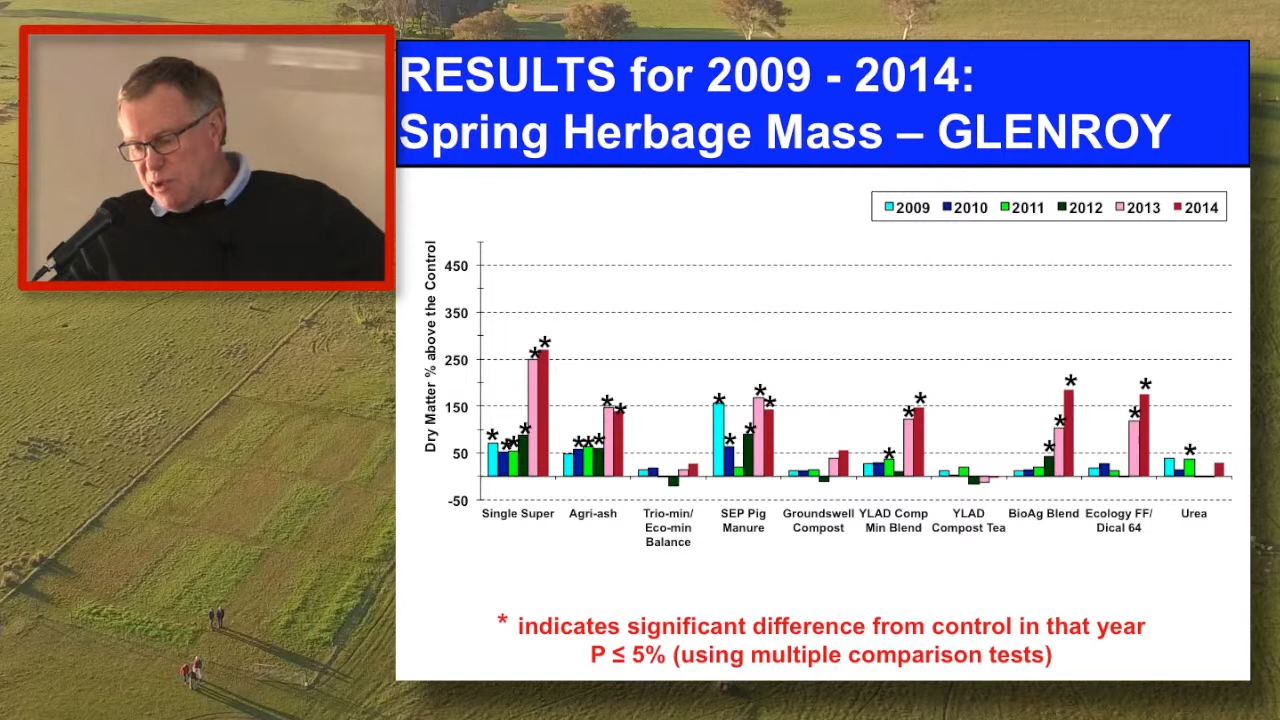 RESULTS for 2009 - 2014:
Spring Herbage Mass – GLENROY
2009 2010 2011 2012 2013 2014
Dry Matter % above the Control
450
350
250
150
50
-50
Single Super
Agri-ash
Trio-min/
Eco-min
Balance
SEP Pig
Manure
Groundswell
Compost
YLAD Comp
Min Blend
YLAD
Compost Tea
BioAg Blend
Ecology FF/
Dical 64
Urea
* indicates significant difference from control in that year
P ≤ 5% (using multiple comparison tests)